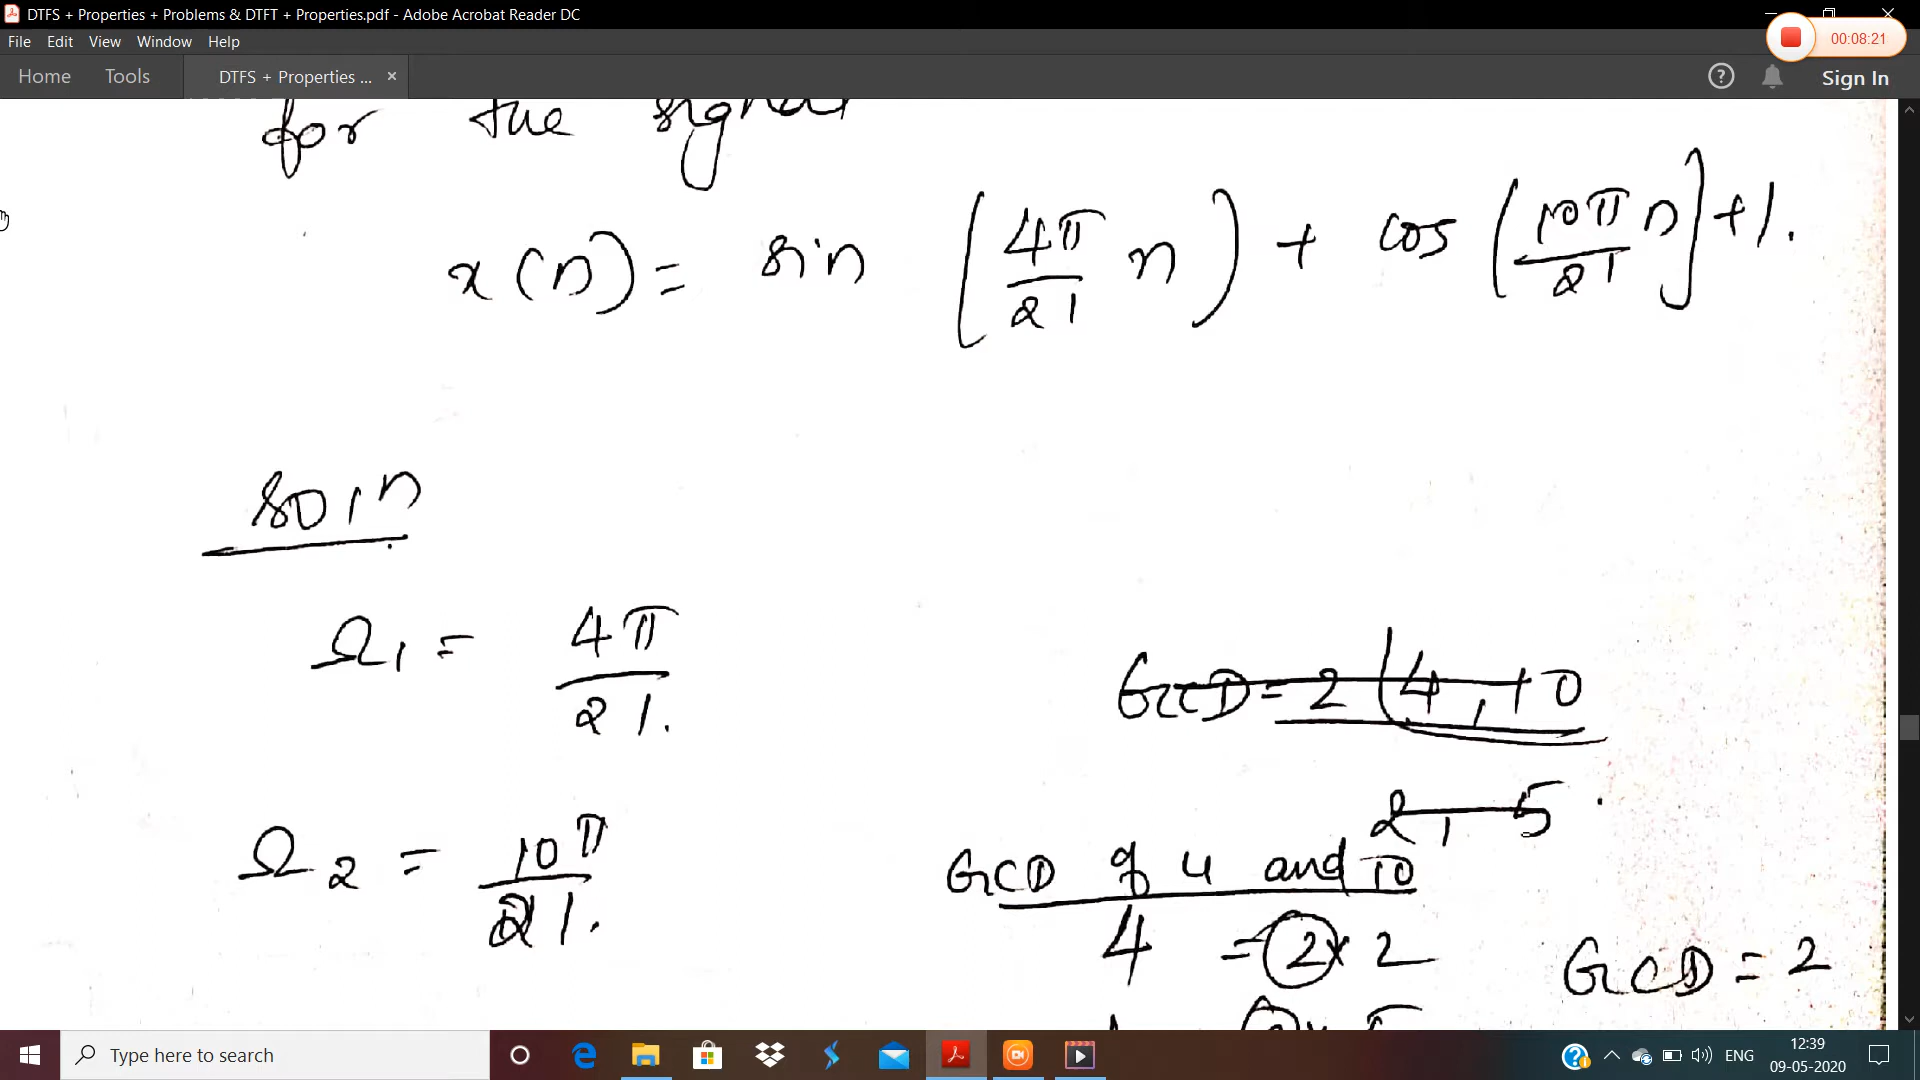 DTFS + Properties + Problems & DTFT + Properties.pdf - Adobe Acrobat Reader DC
00:08:21
File Edit View Window Help
Home Tools DTFS + Properties ... ×
Sign In
for the signal
x(n) = sin (4π/21 n) + cos [10π/21 n] + 1.
soln
Ω1 = 4π/21.
GCD = 2 (4, 10
2, 5
Ω2 = 10π/21.
GCD of 4 and 10
4 = 2 × 2
GCD = 2
Type here to search
ENG
12:39
09-05-2020